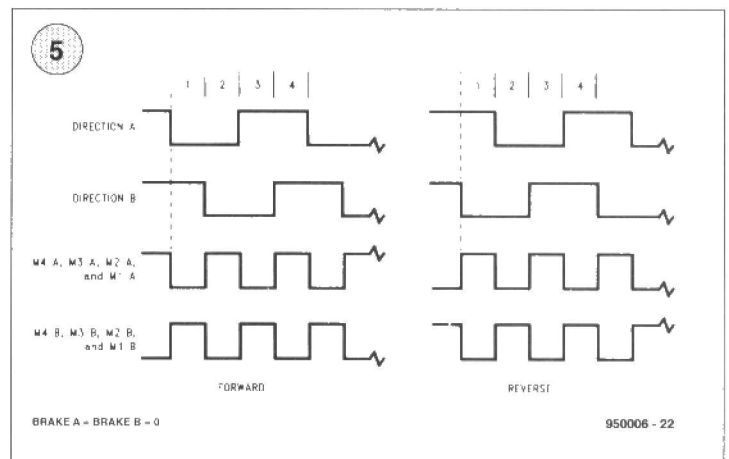 5
1 2 3 4
1 2 3 4
DIRECTION A
DIRECTION B
M4 A, M3 A, M2 A,
and M1 A
M4 B, M3 B, M2 B,
and M1 B
FORWARD
REVERSE
BRAKE A = BRAKE B = 0
950006 - 22